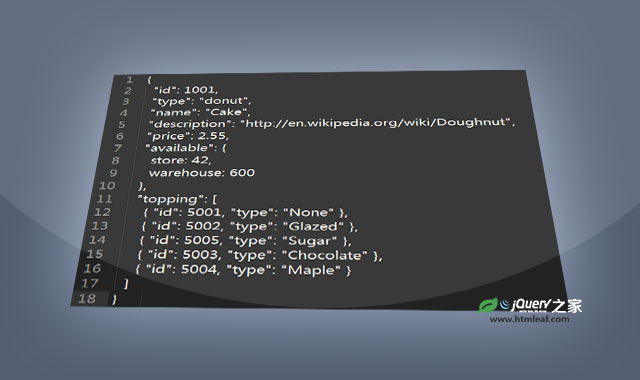 1 {
2 "id": 1001,
3 "type": "donut",
4 "name": "Cake",
5 "description": "http://en.wikipedia.org/wiki/Doughnut",
6 "price": 2.55,
7 "available": {
8 store: 42,
9 warehouse: 600
10 },
11 "topping": [
12 { "id": 5001, "type": "None" },
13 { "id": 5002, "type": "Glazed" },
14 { "id": 5005, "type": "Sugar" },
15 { "id": 5003, "type": "Chocolate" },
16 { "id": 5004, "type": "Maple" }
17 ]
18 }
jQuery之家
www.htmleaf.com